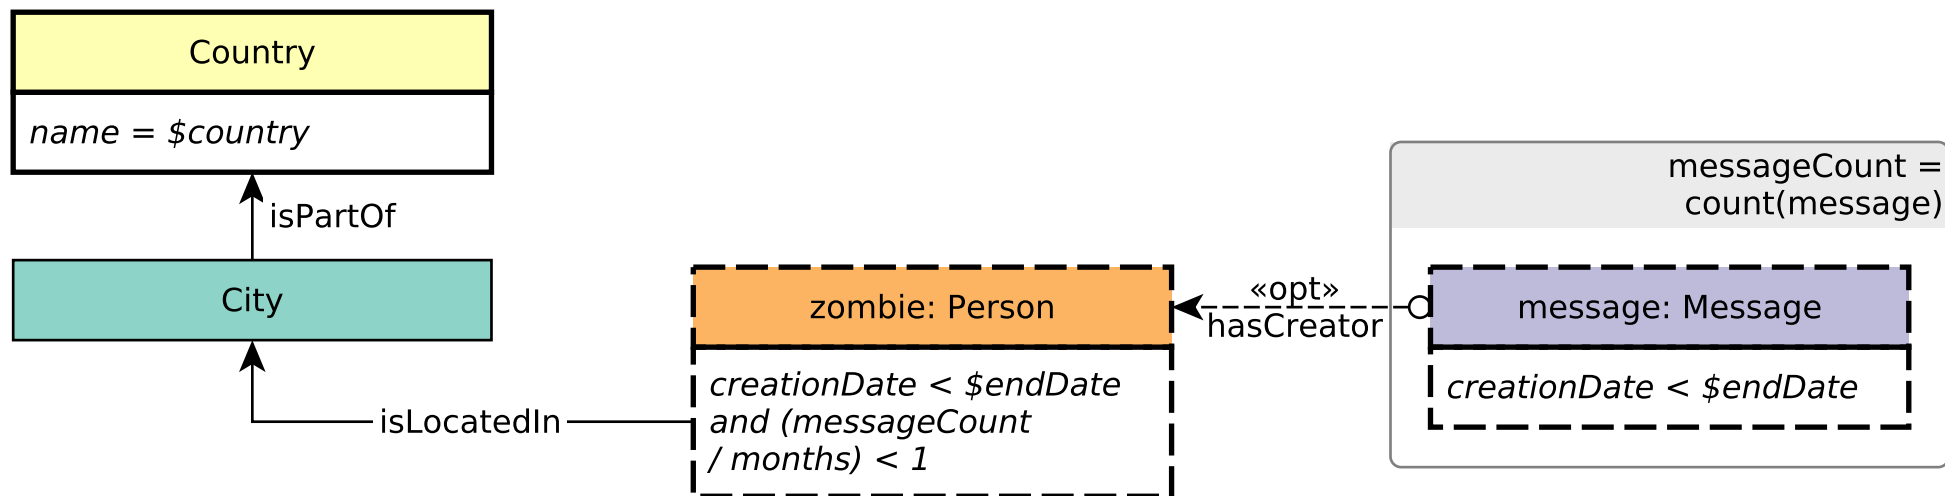 Country
name = $country
isPartOf
City
isLocatedIn
zombie: Person
creationDate < $endDate
and (messageCount
/ months) < 1
«opt»
hasCreator
messageCount =
count(message)
message: Message
creationDate < $endDate